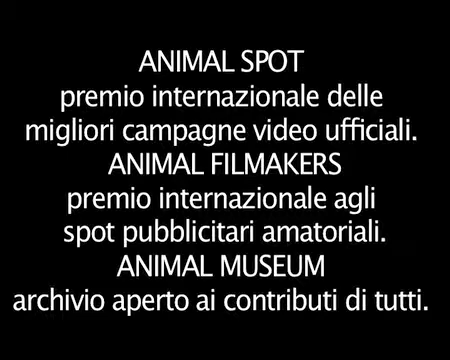 ANIMAL SPOT
premio internazionale delle
migliori campagne video ufficiali.
ANIMAL FILMAKERS
premio internazionale agli
spot pubblicitari amatoriali.
ANIMAL MUSEUM
archivio aperto ai contributi di tutti.